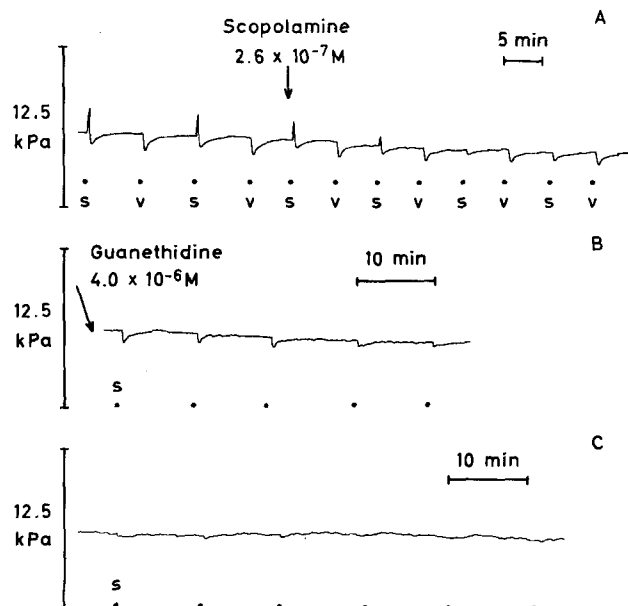 A
Scopolamine
2.6 x 10⁻⁷M
5 min
12.5
kPa
s v s v s v s v s v s v
B
Guanethidine
4.0 x 10⁻⁶M
10 min
12.5
kPa
s
C
10 min
12.5
kPa
s